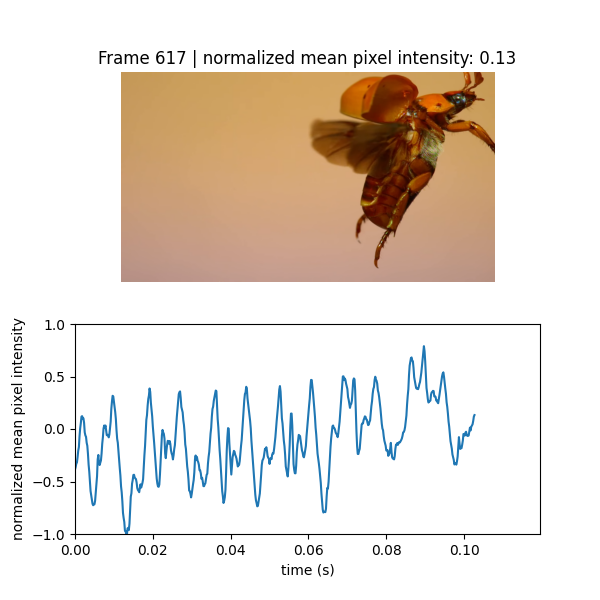 Frame 617 | normalized mean pixel intensity: 0.13
normalized mean pixel intensity
1.0
0.5
0.0
−0.5
−1.0
0.00 0.02 0.04 0.06 0.08 0.10
time (s)